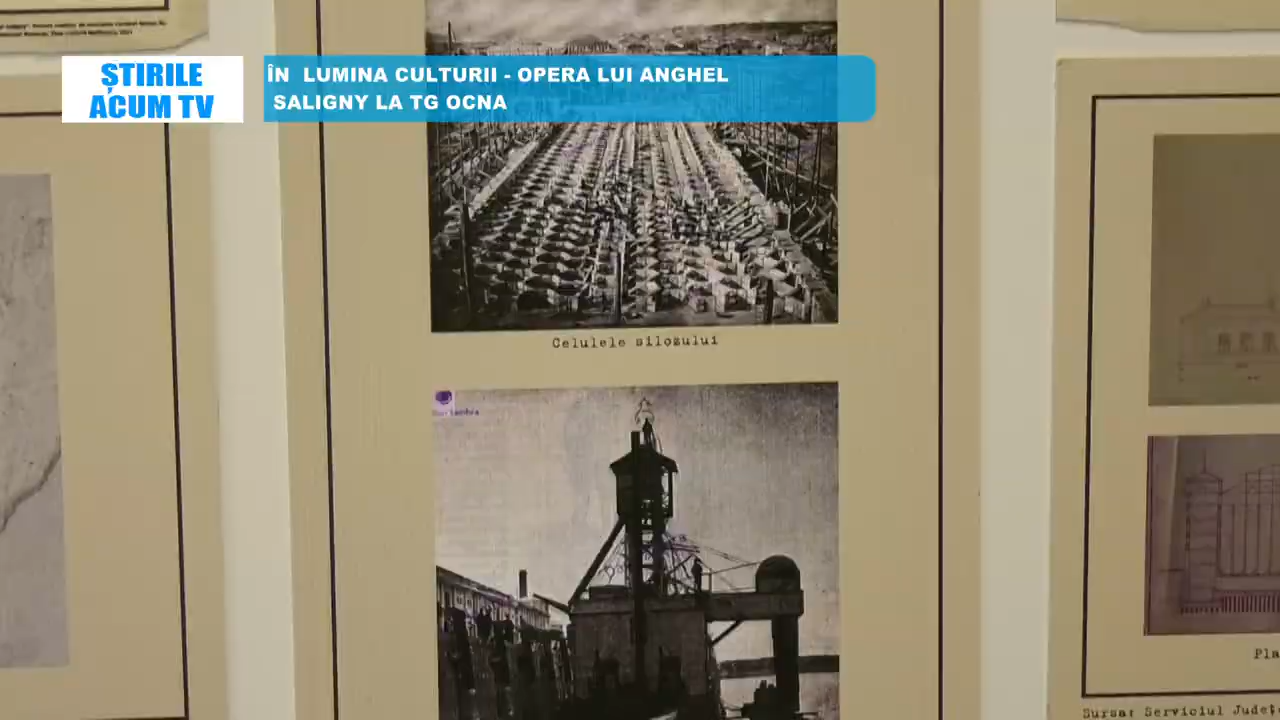 ȘTIRILE
ACUM TV
ÎN LUMINA CULTURII - OPERA LUI ANGHEL
SALIGNY LA TG OCNA
Celulele silozului
Pla
Sursa: Serviciul Județ